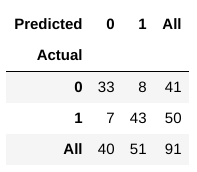 Predicted 0 1 All
Actual
0 33 8 41
1 7 43 50
All 40 51 91